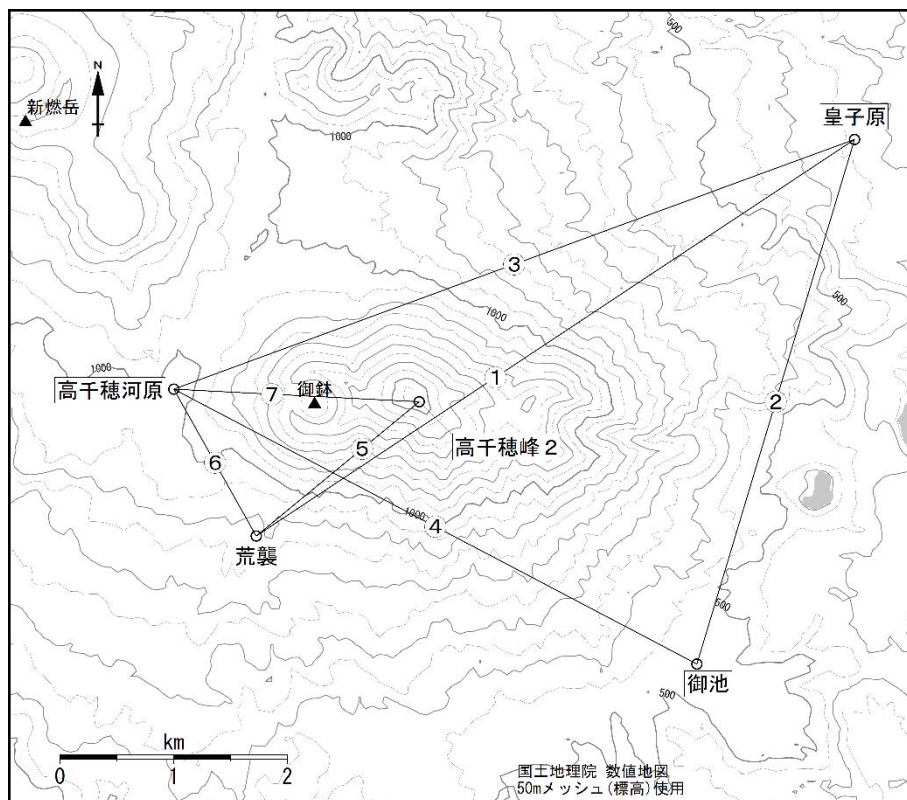 500
N
新燃岳
皇子原
1000
3
500
1000
1
1000
高千穂河原
7
御鉢
2
5
高千穂峰2
6
1000
4
荒襲
500
御池
500
km
0
1
2
国土地理院 数値地図
50mメッシュ(標高)使用